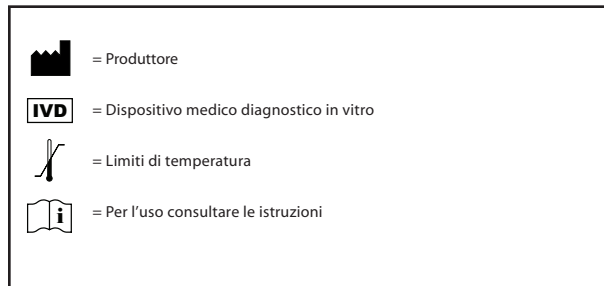 = Produttore
IVD = Dispositivo medico diagnostico in vitro
= Limiti di temperatura
i = Per l'uso consultare le istruzioni